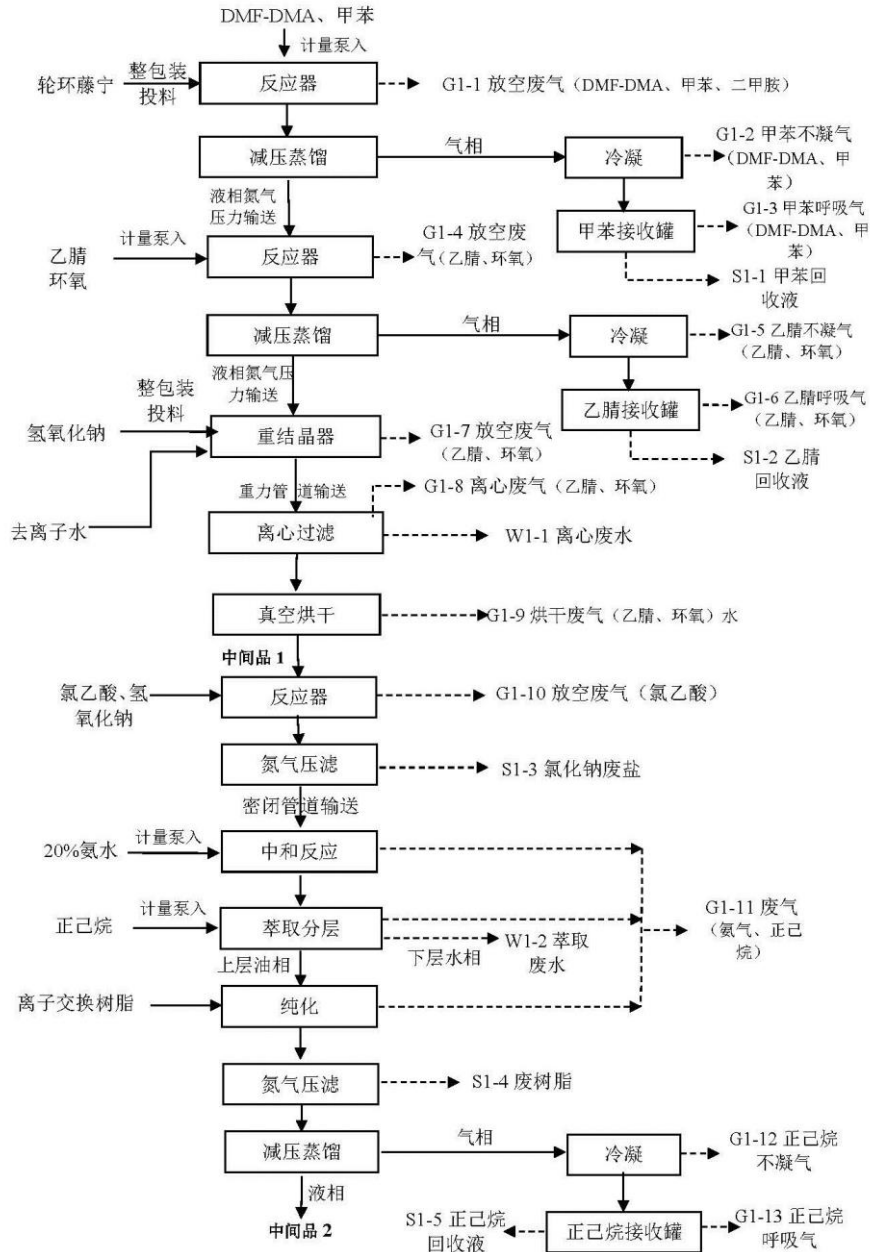 DMF-DMA、甲苯
计量泵入
轮环藤宁
整包装
投料
反应器
G1-1 放空废气（DMF-DMA、甲苯、二甲胺）
减压蒸馏
气相
冷凝
G1-2 甲苯不凝气
（DMF-DMA、甲
苯）
液相氮气
压力输送
甲苯接收罐
G1-3 甲苯呼吸气
（DMF-DMA、甲
苯）
乙腈
环氧
计量泵入
反应器
G1-4 放空废
气（乙腈、环氧）
S1-1 甲苯回
收液
减压蒸馏
气相
冷凝
G1-5 乙腈不凝气
（乙腈、环氧）
液相氮气压
力输送
乙腈接收罐
G1-6 乙腈呼吸气
（乙腈、环氧）
氢氧化钠
整包装
投料
重结晶器
G1-7 放空废气
（乙腈、环氧）
S1-2 乙腈
回收液
去离子水
重力管道输送
G1-8 离心废气（乙腈、环氧）
离心过滤
W1-1 离心废水
真空烘干
G1-9 烘干废气（乙腈、环氧）水
中间品 1
氯乙酸、氢
氧化钠
反应器
G1-10 放空废气（氯乙酸）
氮气压滤
S1-3 氯化钠废盐
密闭管道输送
20%氨水
计量泵入
中和反应
正己烷
计量泵入
萃取分层
G1-11 废气
（氨气、正己
烷）
上层油相
下层水相
W1-2 萃取
废水
离子交换树脂
纯化
氮气压滤
S1-4 废树脂
减压蒸馏
气相
冷凝
G1-12 正己烷
不凝气
液相
中间品 2
S1-5 正己烷
回收液
正己烷接收罐
G1-13 正己烷
呼吸气